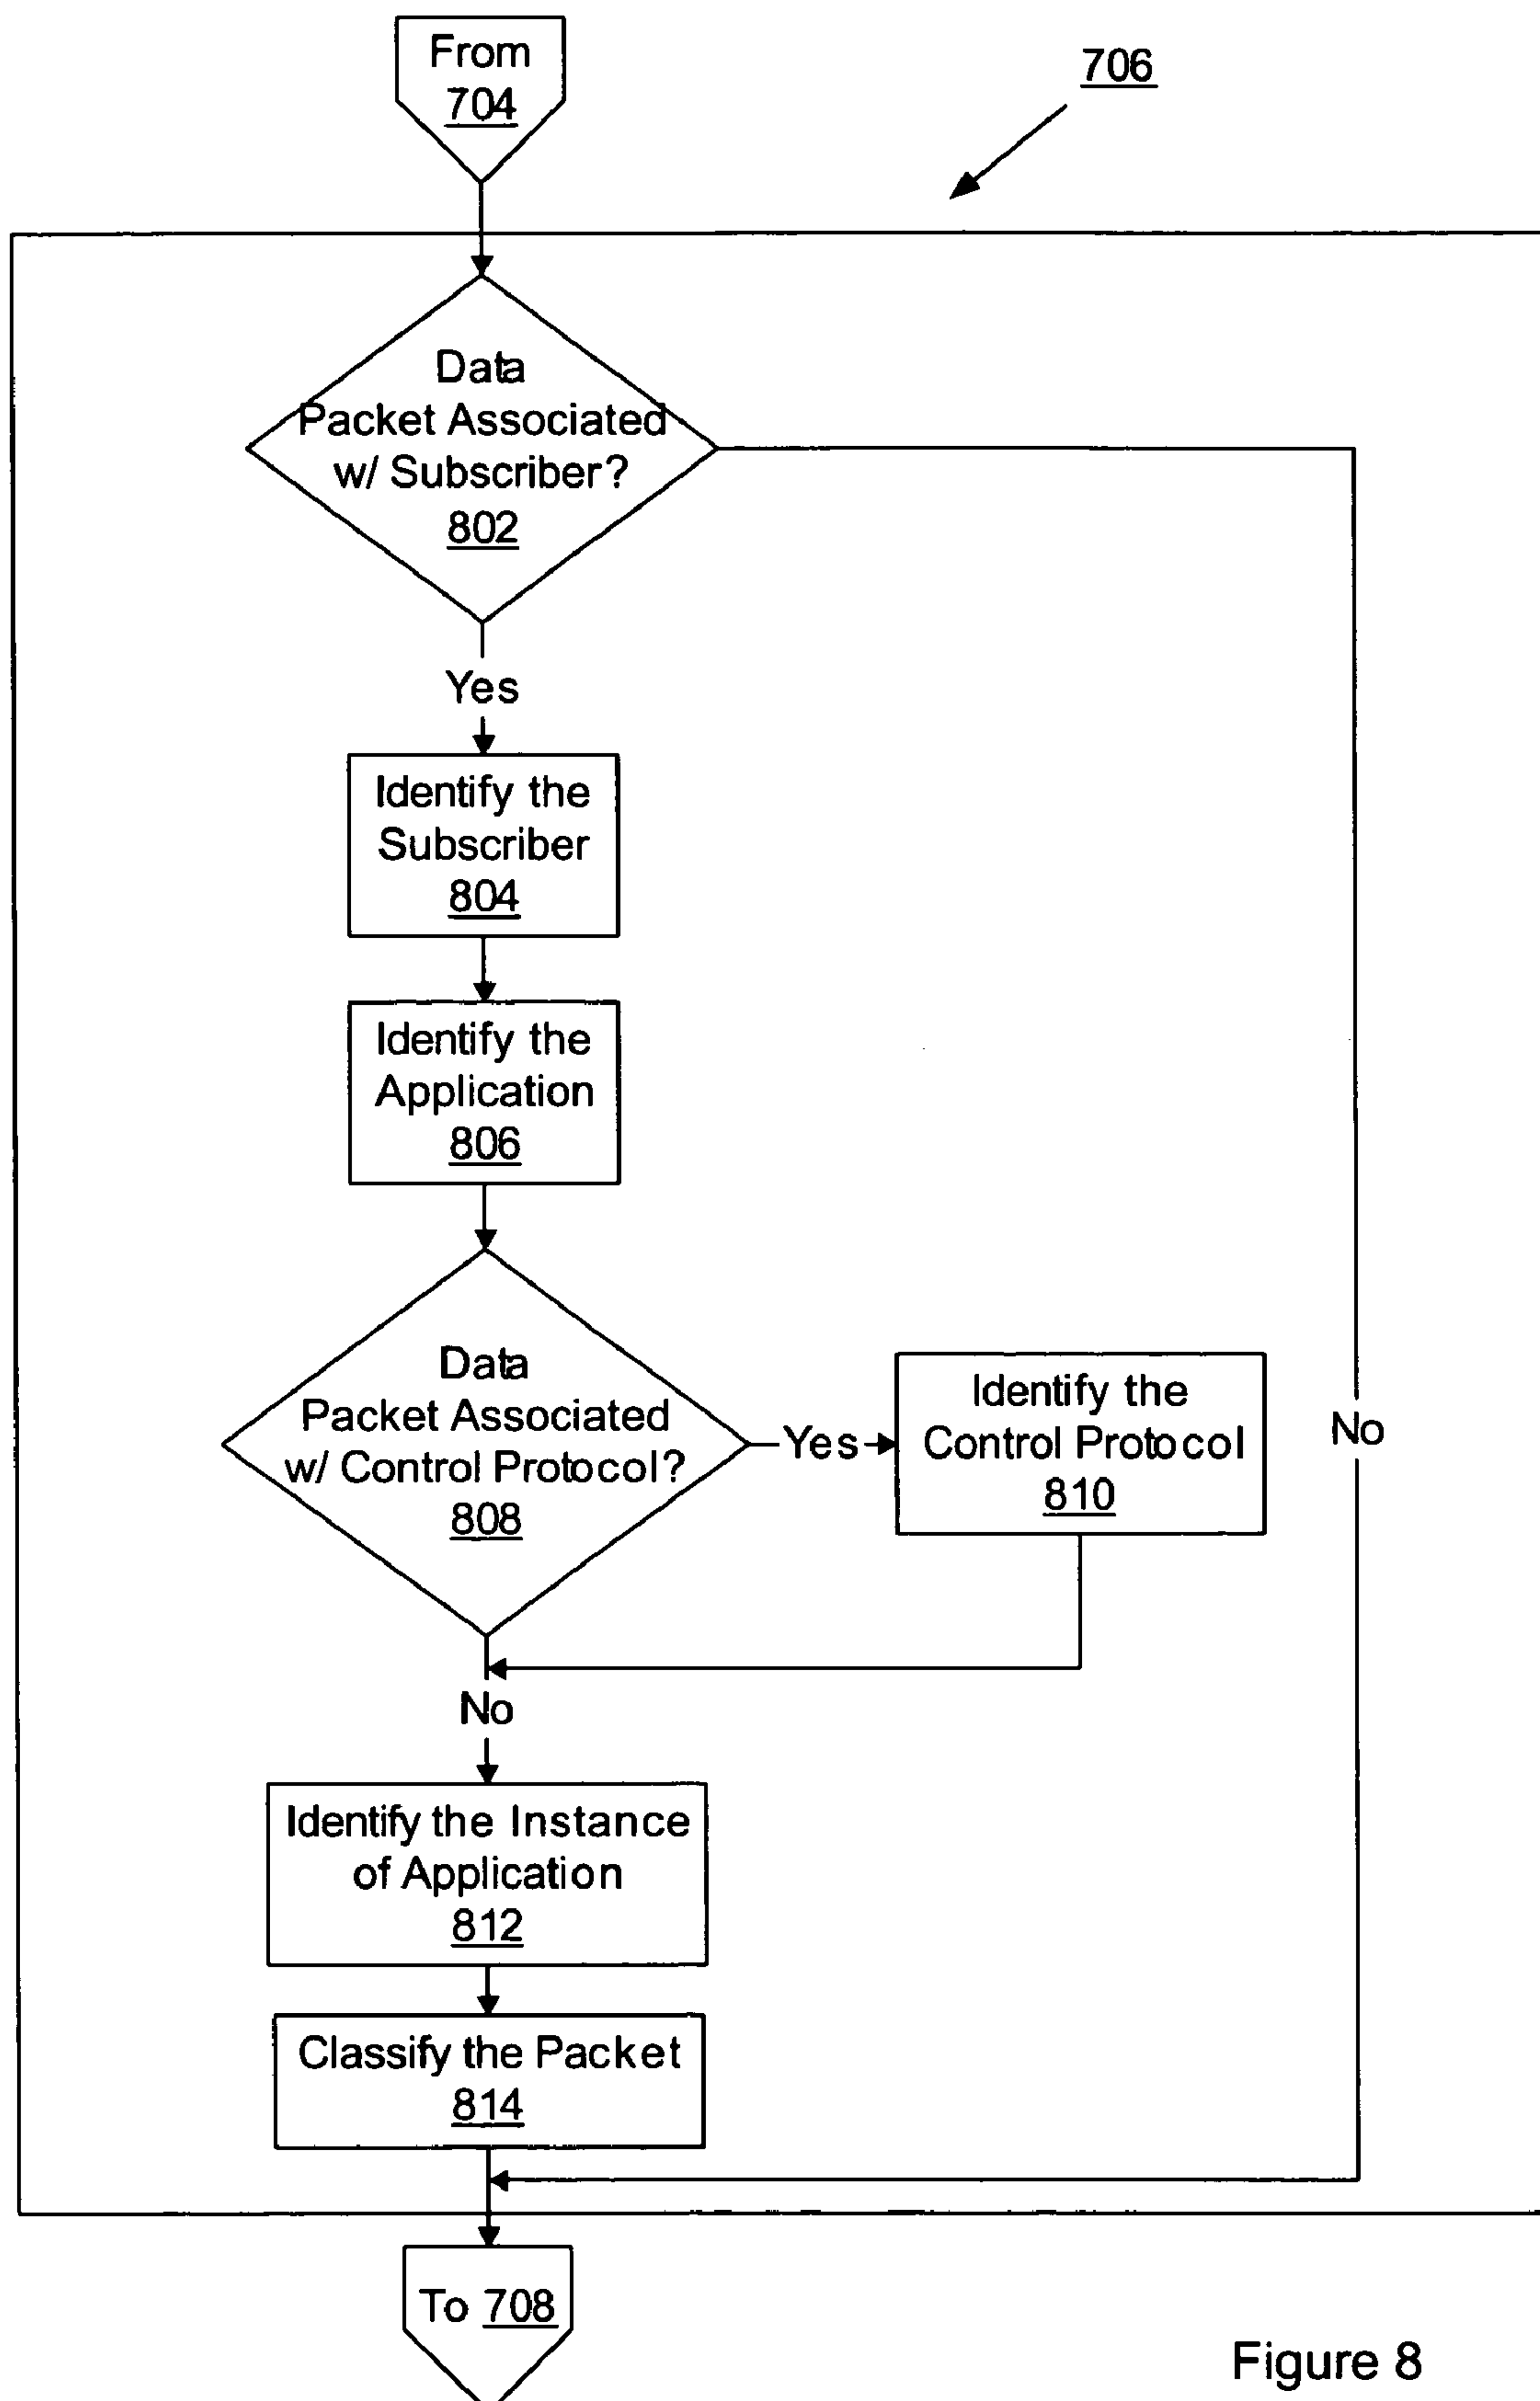 From
704
706
Data
Packet Associated
w/ Subscriber?
802
Yes
Identify the
Subscriber
804
Identify the
Application
806
Data
Packet Associated
w/ Control Protocol?
808
Yes
Identify the
Control Protocol
810
No
No
Identify the Instance
of Application
812
Classify the Packet
814
To 708
Figure 8